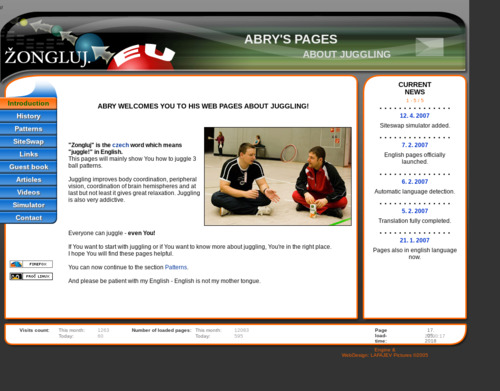 ŽONGLUJ.
EU
ABRY'S PAGES
ABOUT JUGGLING
Introduction
History
Patterns
SiteSwap
Links
Guest book
Articles
Videos
Simulator
Contact
FIREFOX
PROČ LINUX
ABRY WELCOMES YOU TO HIS WEB PAGES ABOUT JUGGLING!
"Zongluj" is the czech word which means
"juggle!" in English.
This pages will mainly show You how to juggle 3
ball patterns.
Juggling improves body coordination, peripheral
vision, coordination of brain hemispheres and at
last but not least it gives great relaxation. Juggling
is also very addictive.
Everyone can juggle - even You!
If You want to start with juggling or if You want to know more about juggling, You're in the right place.
I hope You will find these pages helpful.
You can now continue to the section Patterns.
And please be patient with my English - English is not my mother tongue.
CURRENT
NEWS
1 - 5 / 5
12. 4. 2007
Siteswap simulator added.
7. 2. 2007
English pages officially
launched.
6. 2. 2007
Automatic language detection.
5. 2. 2007
Translation fully completed.
21. 1. 2007
Pages also in english language
now.
Visits count:
This month:
Today:
Number of loaded pages:
This month:
Today:
Page
load-
time:
17.
2018
Engine &
WebDesign: